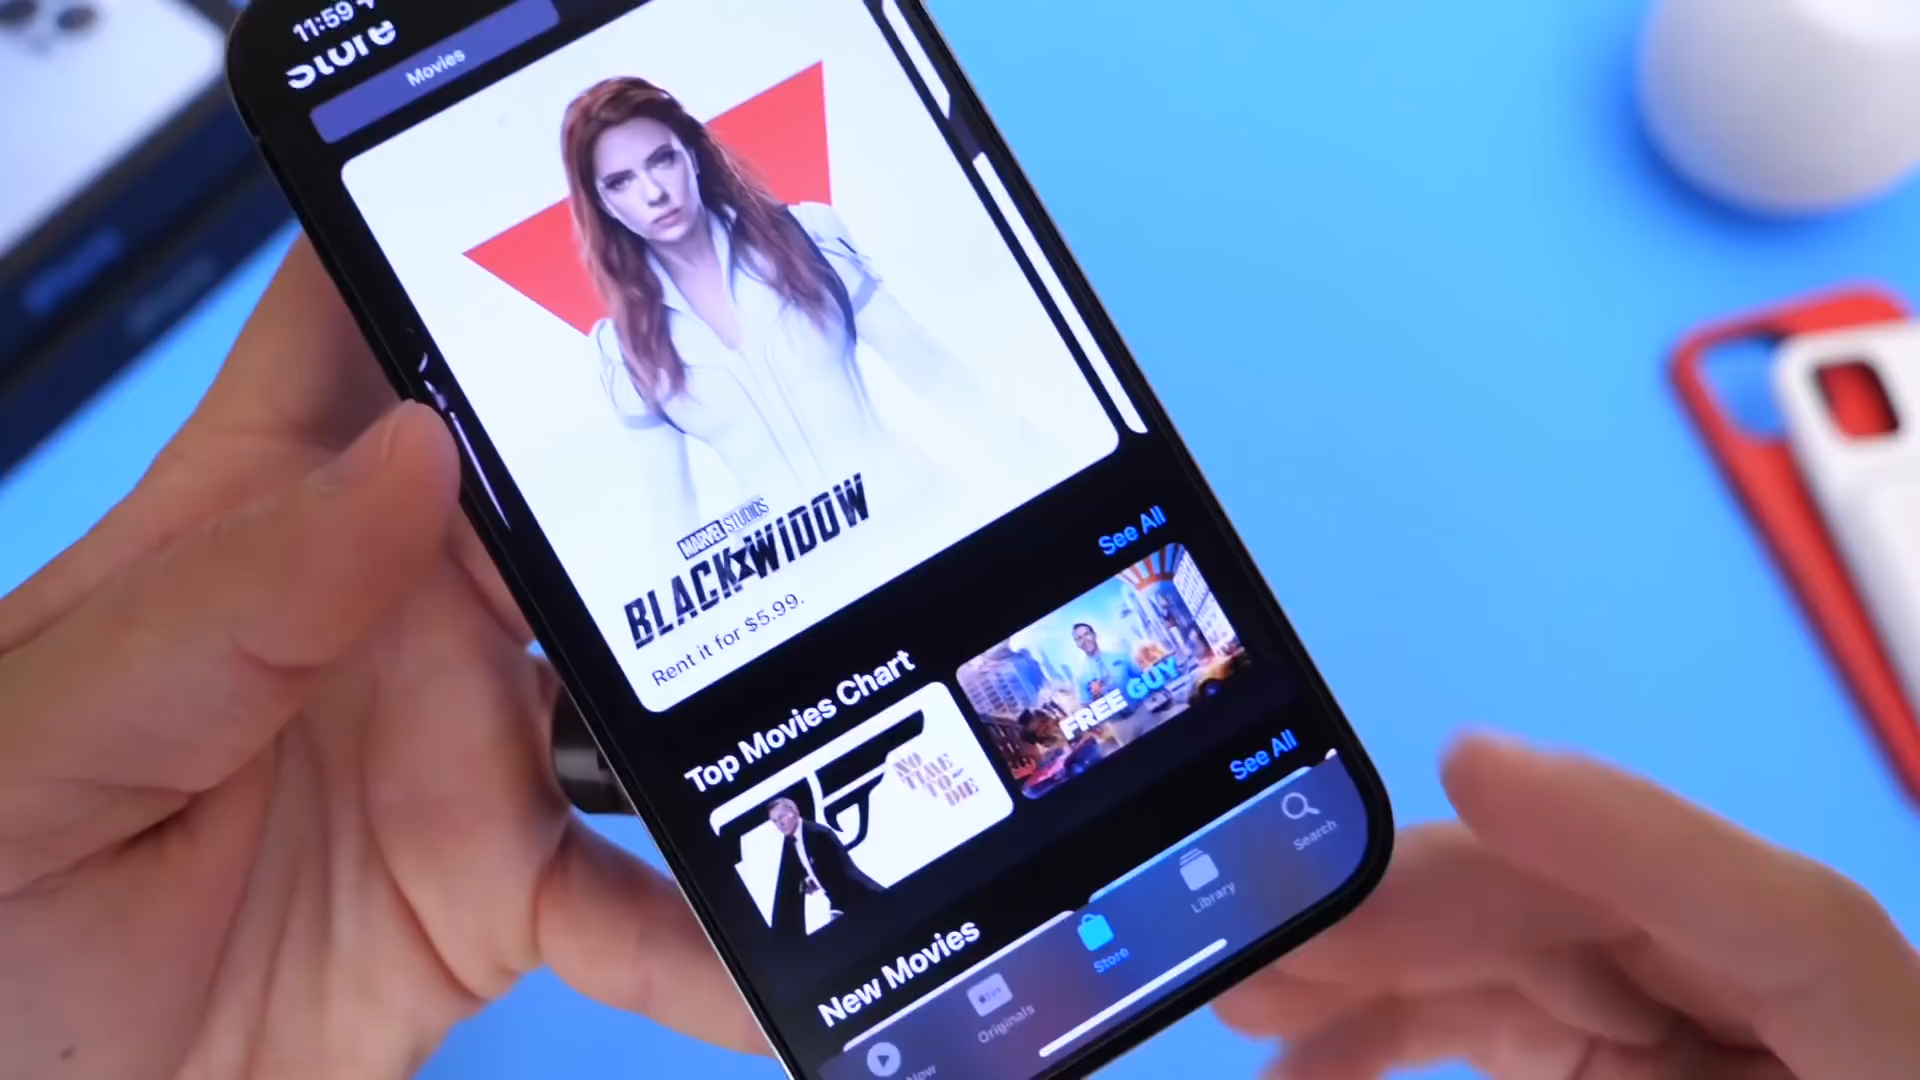 11:59
Store
Movies
MARVEL STUDIOS
BLACK WIDOW
Rent it for $5.99.
See All
Top Movies Chart
NO
TIME
TO
DIE
FREE GUY
See All
New Movies
Now
Originals
Store
Library
Search